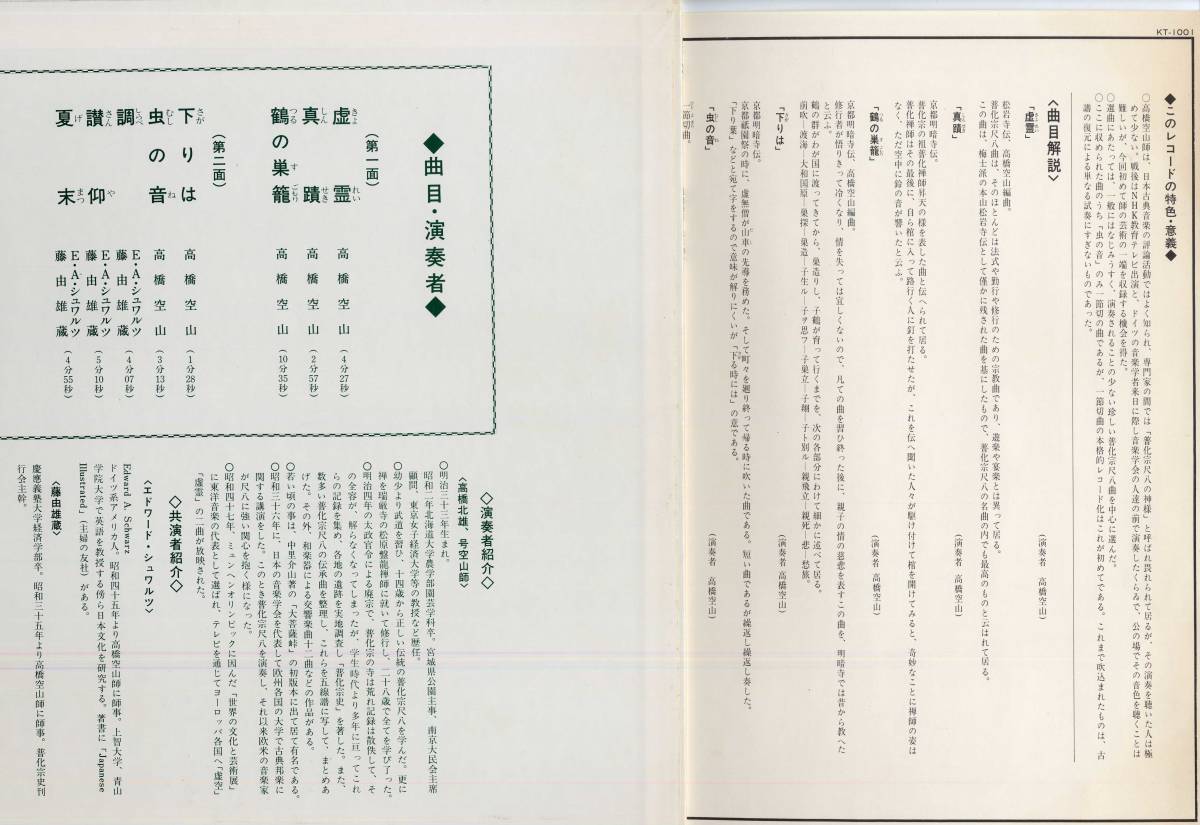 KT-1001
◆このレコードの特色・意義◆
○高橋空山師は、日本古典音楽の評論活動ではよく知られ、専門家の間では「普化宗尺八の神様」と呼ばれ畏れられて居るが、その演奏を聴いた人は極
めて少ない。戦後はNHK教育テレビ出演と、ドイツの音楽学者来日に際し音楽学会の人達の前で演奏したくらゐで、公の場でその音色を聴くことは
難しいが、今回初めて師の芸術の一端を収録する機会を得た。
○選曲にあたっては、一般にはなじみうすく、演奏されることの少ない珍しい普化宗尺八曲を中心に選んだ。
○ここに収められた曲のうち「虫の音」のみ一節切の曲であるが、一節切曲の本格的レコード化はこれが初めてである。これまで吹込まれたものは、古
譜の復元による単なる試奏にすぎないものであった。
〈曲目解説〉
「虚霊」
(演奏者 高橋空山)
松岩寺伝、高橋空山編曲。
普化宗尺八曲は、そのほとんどは法式や勤行や修行のための宗教曲であり、遊楽や宴楽とは異って居る。
この曲は、梅士派の本山松岩寺伝として僅かに残された曲を基にしたもので、普化宗尺八の名曲の内でも最高のものと云はれて居る。
「真蹟」
(演奏者 高橋空山)
京都明暗寺伝。
普化宗の祖普化禅師昇天の様を表した曲と伝へられて居る。
普化禅師はその最後に、自ら棺に入って路行く人に釘を打たせたが、これを伝へ聞いた人々が駆け付けて棺を開けてみると、奇妙なことに禅師の姿は
なく、ただ空中に鈴の音が響いたと云ふ。
「鶴の巣籠」
(演奏者 高橋空山)
京都明暗寺伝、高橋空山編曲。
修行者が悟りきって冷くなり、情を失っては宜しくないので、凡ての曲を習ひ終った後に、親子の情の悲悲を表すこの曲を、明暗寺では昔から教へた
と云ふ。
鶴の群がわが国に渡ってきてから、巣造りし、子鶴が育って行くまでを、次の各部分にわけて細かに述べて居る。
前吹―渡海―大和国原―巣探―巣造―子生ル―子ヲ思フ―子巣立―子翔―子ト別ル―親飛立―親死―悲し愁旅。
「下りは」
(演奏者 高橋空山)
京都明暗寺伝。
京都祇園祭の時に、虚無僧が山車の先導を務めた。そして町々を廻り終って帰る時に吹いた曲である。短い曲であるが繰返し繰返し奏した。
「下り葉」などと宛て字をするので意味が解りにくいが「下る時には」の意である。
「虫の音」
(演奏者 高橋空山)
一節切曲。
◆曲目・演奏者◆
(第一面)
虚霊 きよれい 高橋空山 (4分27秒)
真蹟 しんせき 高橋空山 (2分57秒)
鶴の巣籠 つるのすごもり 高橋空山 (10分35秒)
(第二面)
下りは さが 高橋空山 (1分28秒)
虫の音 むし ね 高橋空山 (3分13秒)
調 しらべ E・A・シュワルツ 藤由雄蔵 (4分07秒)
讃仰 さんや E・A・シュワルツ 藤由雄蔵 (5分10秒)
夏末 げまつ E・A・シュワルツ 藤由雄蔵 (4分55秒)
◇演奏者紹介◇
〈高橋北雄、号空山師〉
○明治三十三年生まれ。
昭和二年北海道大学農学部園芸学科卒。宮城県公園主事、南京大民会主席
顧問、東京女子経済大学等の教授など歴任。
○幼少より武道を習ひ、十四歳から正しい伝統の普化宗尺八を学んだ。更に
禅を瑞厳寺の松原盤龍禅師に就いて修行し、二十八歳で全てを学び了った。
○明治四年の太政官令による廃宗で、普化宗の寺は荒れ記録は散佚して、そ
の全容が、解らなくなってしまったが、学生時代より多年に亘ってこれ
らの記録を集め、各地の遺跡を実地調査し「普化宗史」を著した。また、
数多い普化宗尺八の伝承曲を整理し、これらを五線譜に写して、まとめあ
げた。その外、和楽器による交響楽曲十二曲などの作品がある。
○若い頃の事は、中里介山著の「大菩薩峠」の初版本に出て居て有名である。
○昭和三十六年に、日本の音楽学会を代表して欧州各国の大学で古典邦楽に
関する講演をした。このとき普化宗尺八を演奏し、それ以来欧米の音楽家
が尺八に強い関心を抱く様になった。
○昭和四十七年、ミュンヘンオリンピックに因んだ「世界の文化と芸術展」
に東洋音楽の代表として選ばれ、テレビを通じてヨーロッパ各国へ「虚空」
「虚霊」の二曲が放映された。
◇共演者紹介◇
〈エドワード・シュワルツ〉
Edward A. Schwarz
ドイツ系アメリカ人。昭和四十五年より高橋空山師に師事。上智大学、青山
学院大学で英語を教授する傍ら日本文化を研究する。著書に「Japanese
Illustrated」(主婦の友社)がある。
〈藤由雄蔵〉
慶應義塾大学経済学部卒。昭和三十五年より高橋空山師に師事。普化宗史刊
行会主幹。